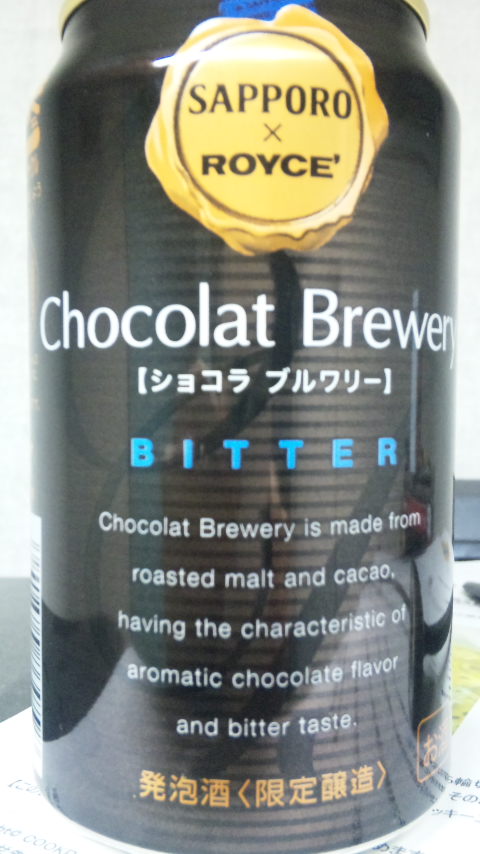 SAPPORO
×
ROYCE'
Chocolat Brewery
【ショコラ ブルワリー】
BITTER
Chocolat Brewery is made from
roasted malt and cacao,
having the characteristic of
aromatic chocolate flavor
and bitter taste.
発泡酒〈限定醸造〉
お酒